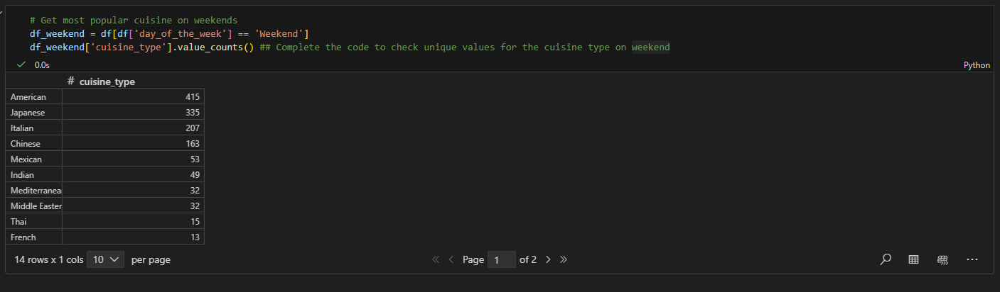 # Get most popular cuisine on weekends
df_weekend = df[df['day_of_the_week'] == 'Weekend']
df_weekend['cuisine_type'].value_counts() ## Complete the code to check unique values for the cuisine type on weekend
0.0s Python
# cuisine_type
American 415
Japanese 335
Italian 207
Chinese 163
Mexican 53
Indian 49
Mediterranea 32
Middle Easter 32
Thai 15
French 13
14 rows x 1 cols 10 per page « < Page 1 of 2 > » ...